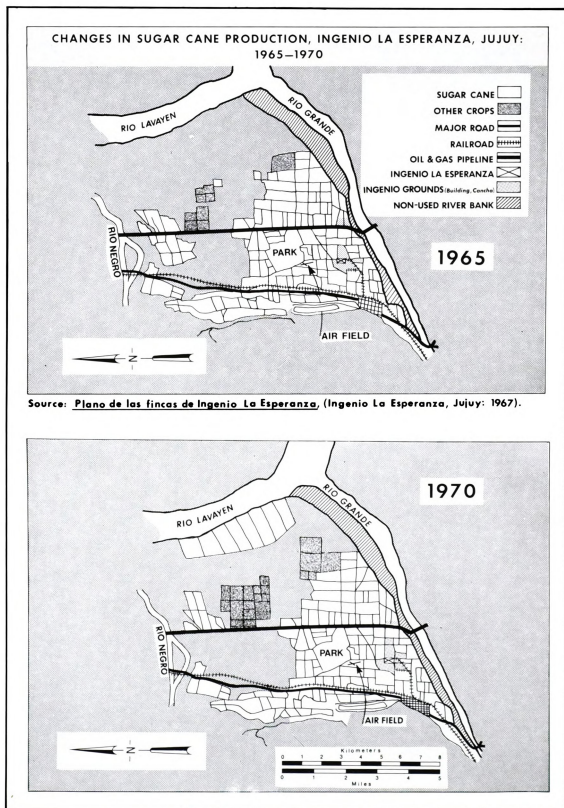 CHANGES IN SUGAR CANE PRODUCTION, INGENIO LA ESPERANZA, JUJUY:
1965–1970
RIO LAVAYEN
RIO GRANDE
SUGAR CANE
OTHER CROPS
MAJOR ROAD
RAILROAD
OIL & GAS PIPELINE
INGENIO LA ESPERANZA
INGENIO GROUNDS (Building, Cancha)
NON-USED RIVER BANK
1965
RIO NEGRO
PARK
AIR FIELD
N
Source: Plano de las fincas de Ingenio La Esperanza, (Ingenio La Esperanza, Jujuy: 1967).
1970
RIO LAVAYEN
RIO GRANDE
RIO NEGRO
PARK
AIR FIELD
N
Kilometers
0 1 2 3 4 5 6 7 8
0 1 2 3 4 5
Miles